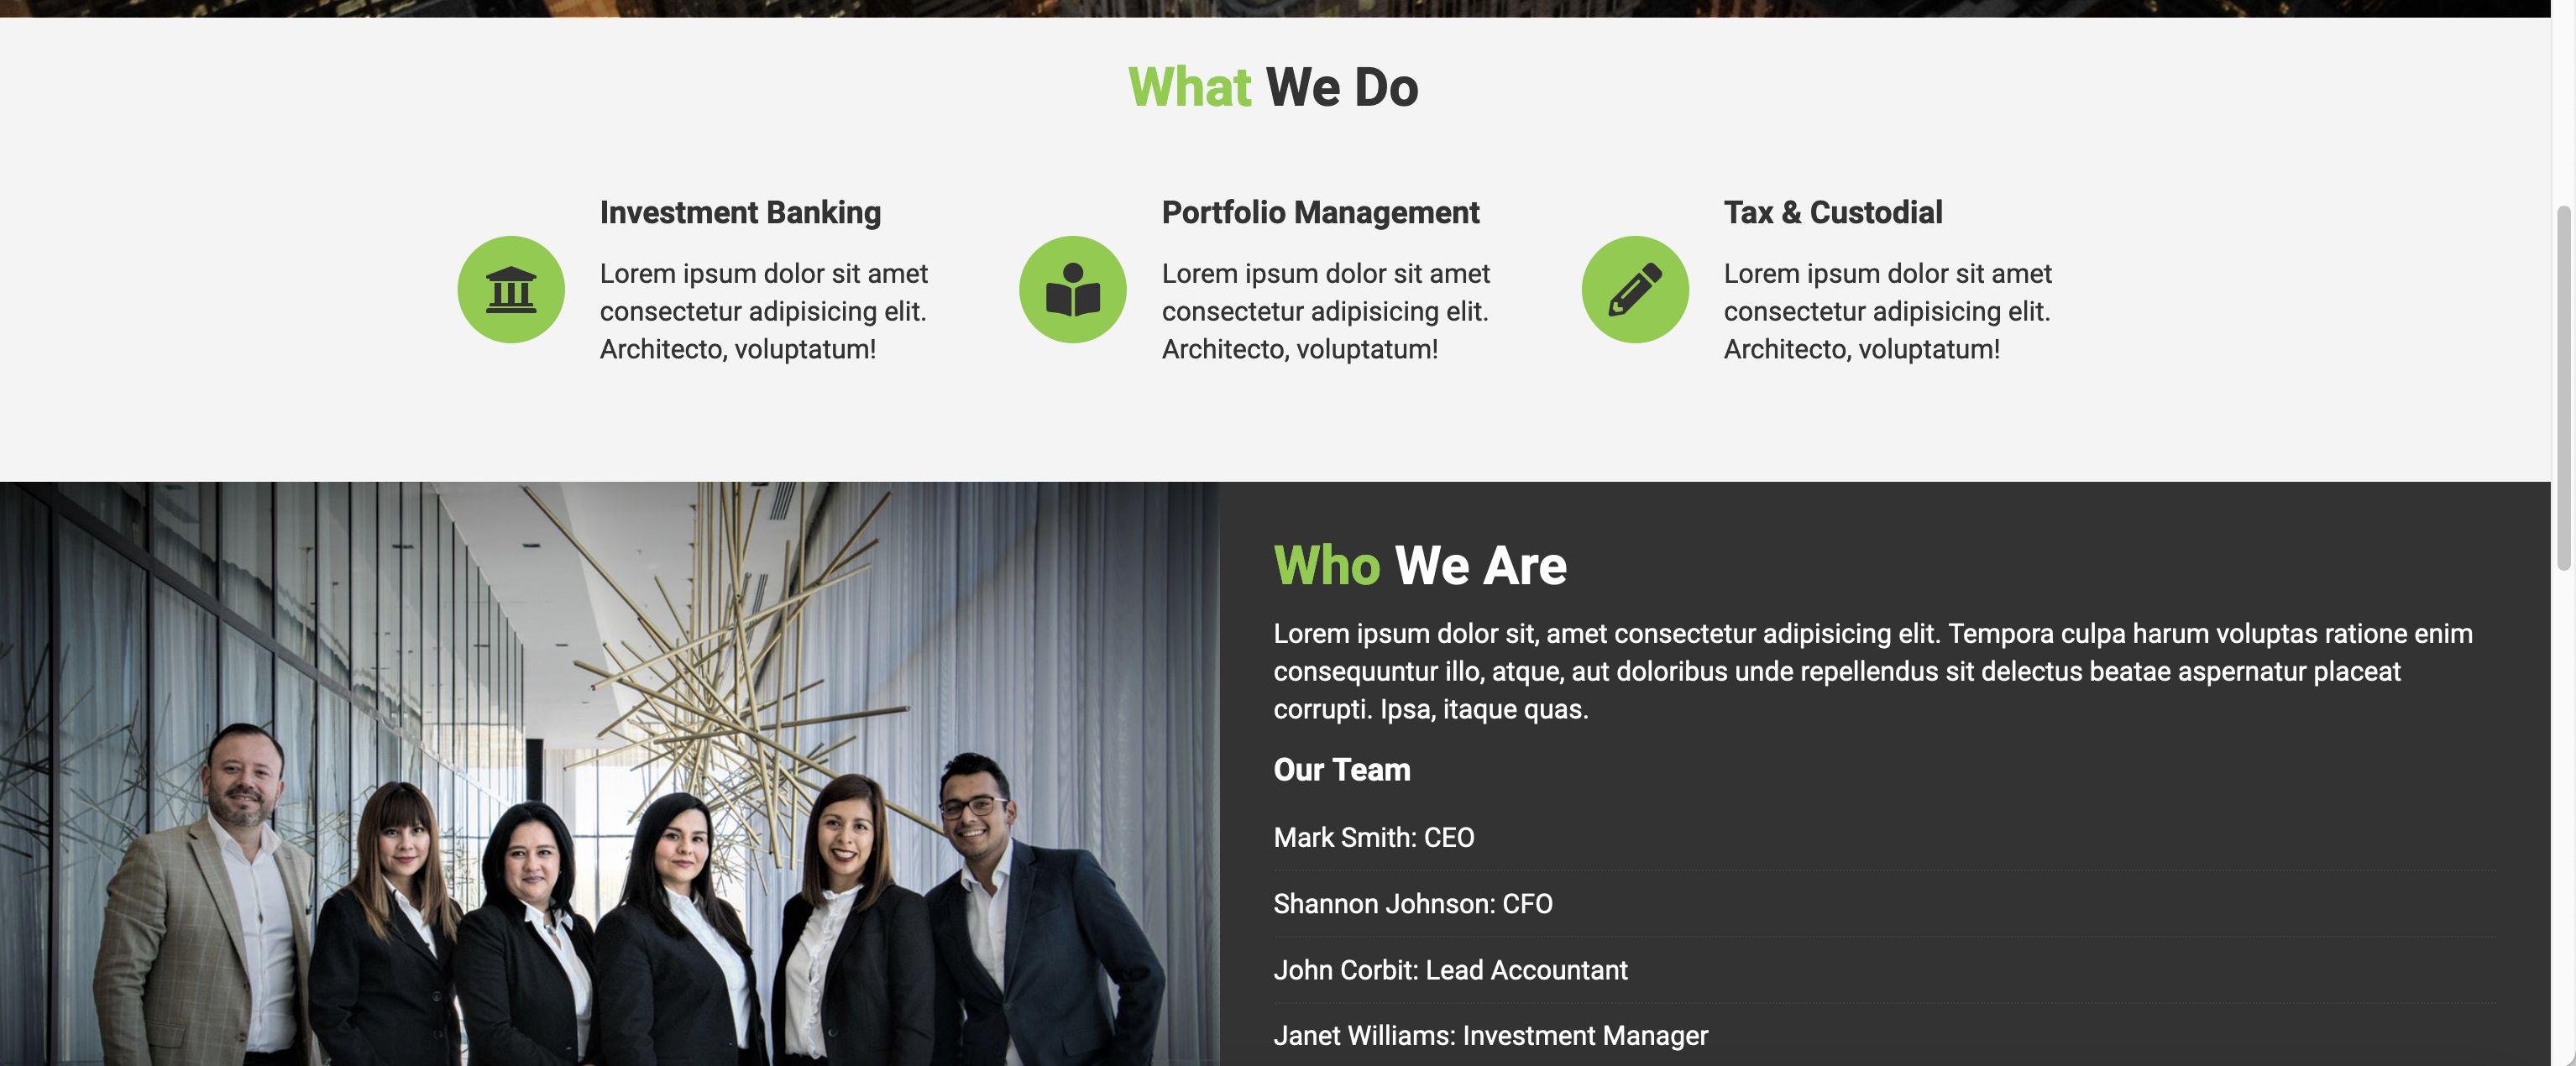 What We Do
Investment Banking
Lorem ipsum dolor sit amet
consectetur adipisicing elit.
Architecto, voluptatum!
Portfolio Management
Lorem ipsum dolor sit amet
consectetur adipisicing elit.
Architecto, voluptatum!
Tax & Custodial
Lorem ipsum dolor sit amet
consectetur adipisicing elit.
Architecto, voluptatum!
Who We Are
Lorem ipsum dolor sit, amet consectetur adipisicing elit. Tempora culpa harum voluptas ratione enim
consequuntur illo, atque, aut doloribus unde repellendus sit delectus beatae aspernatur placeat
corrupti. Ipsa, itaque quas.
Our Team
Mark Smith: CEO
Shannon Johnson: CFO
John Corbit: Lead Accountant
Janet Williams: Investment Manager